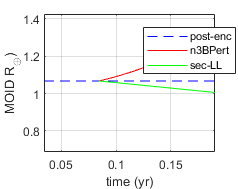 1.4
1.2
1
0.8
MOID R⊕)
0.05
0.1
0.15
time (yr)
post-enc
n3BPert
sec-LL